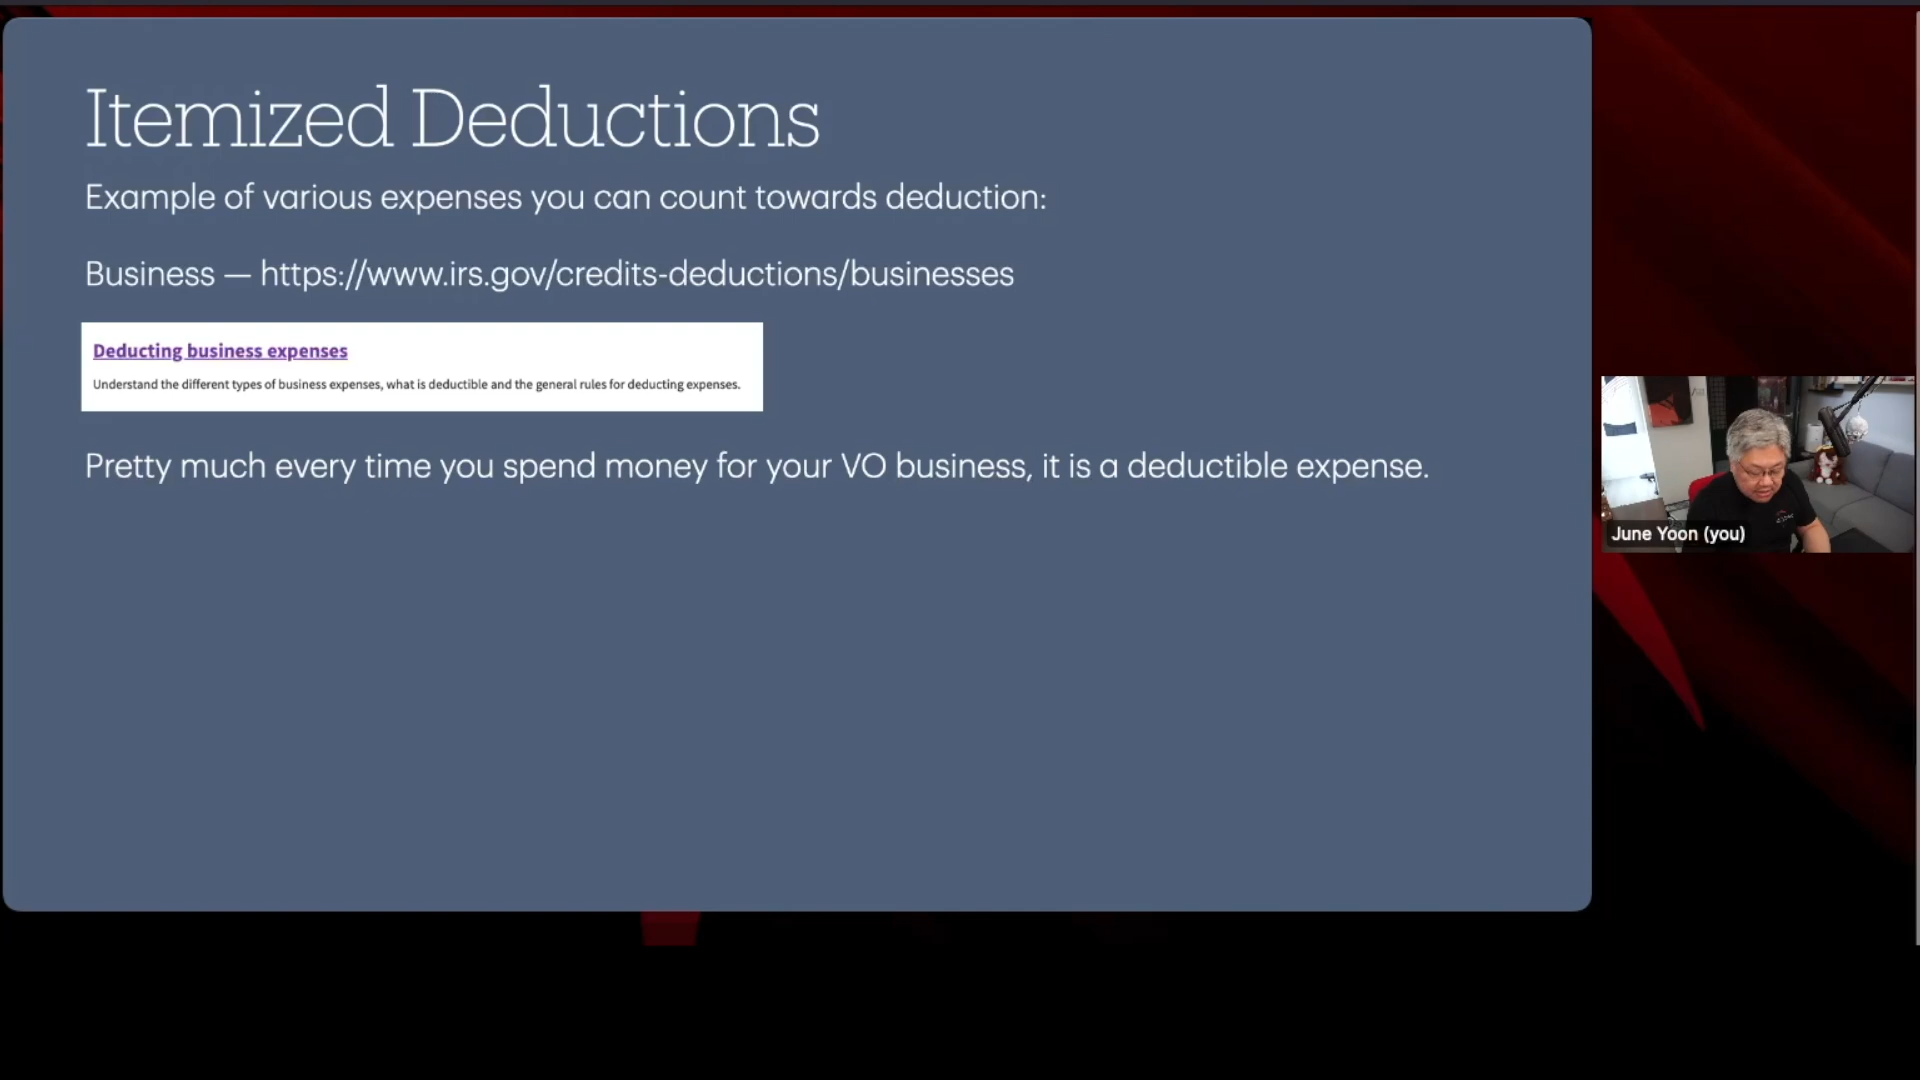 Itemized Deductions
Example of various expenses you can count towards deduction:
Business — https://www.irs.gov/credits-deductions/businesses
Deducting business expenses
Understand the different types of business expenses, what is deductible and the general rules for deducting expenses.
Pretty much every time you spend money for your VO business, it is a deductible expense.
June Yoon (you)